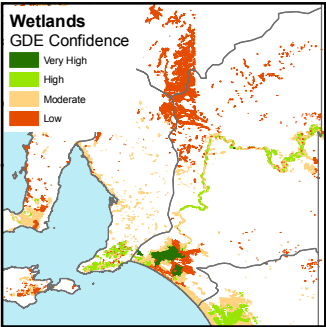 Wetlands
GDE Confidence
Very High
High
Moderate
Low